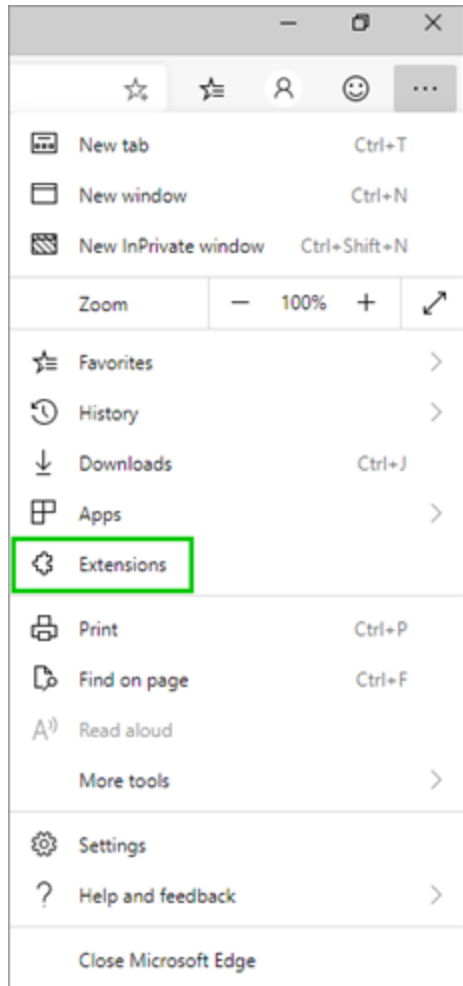 New tab Ctrl+T
New window Ctrl+N
New InPrivate window Ctrl+Shift+N
Zoom — 100% +
Favorites
History
Downloads Ctrl+J
Apps
Extensions
Print Ctrl+P
Find on page Ctrl+F
Read aloud
More tools
Settings
Help and feedback
Close Microsoft Edge